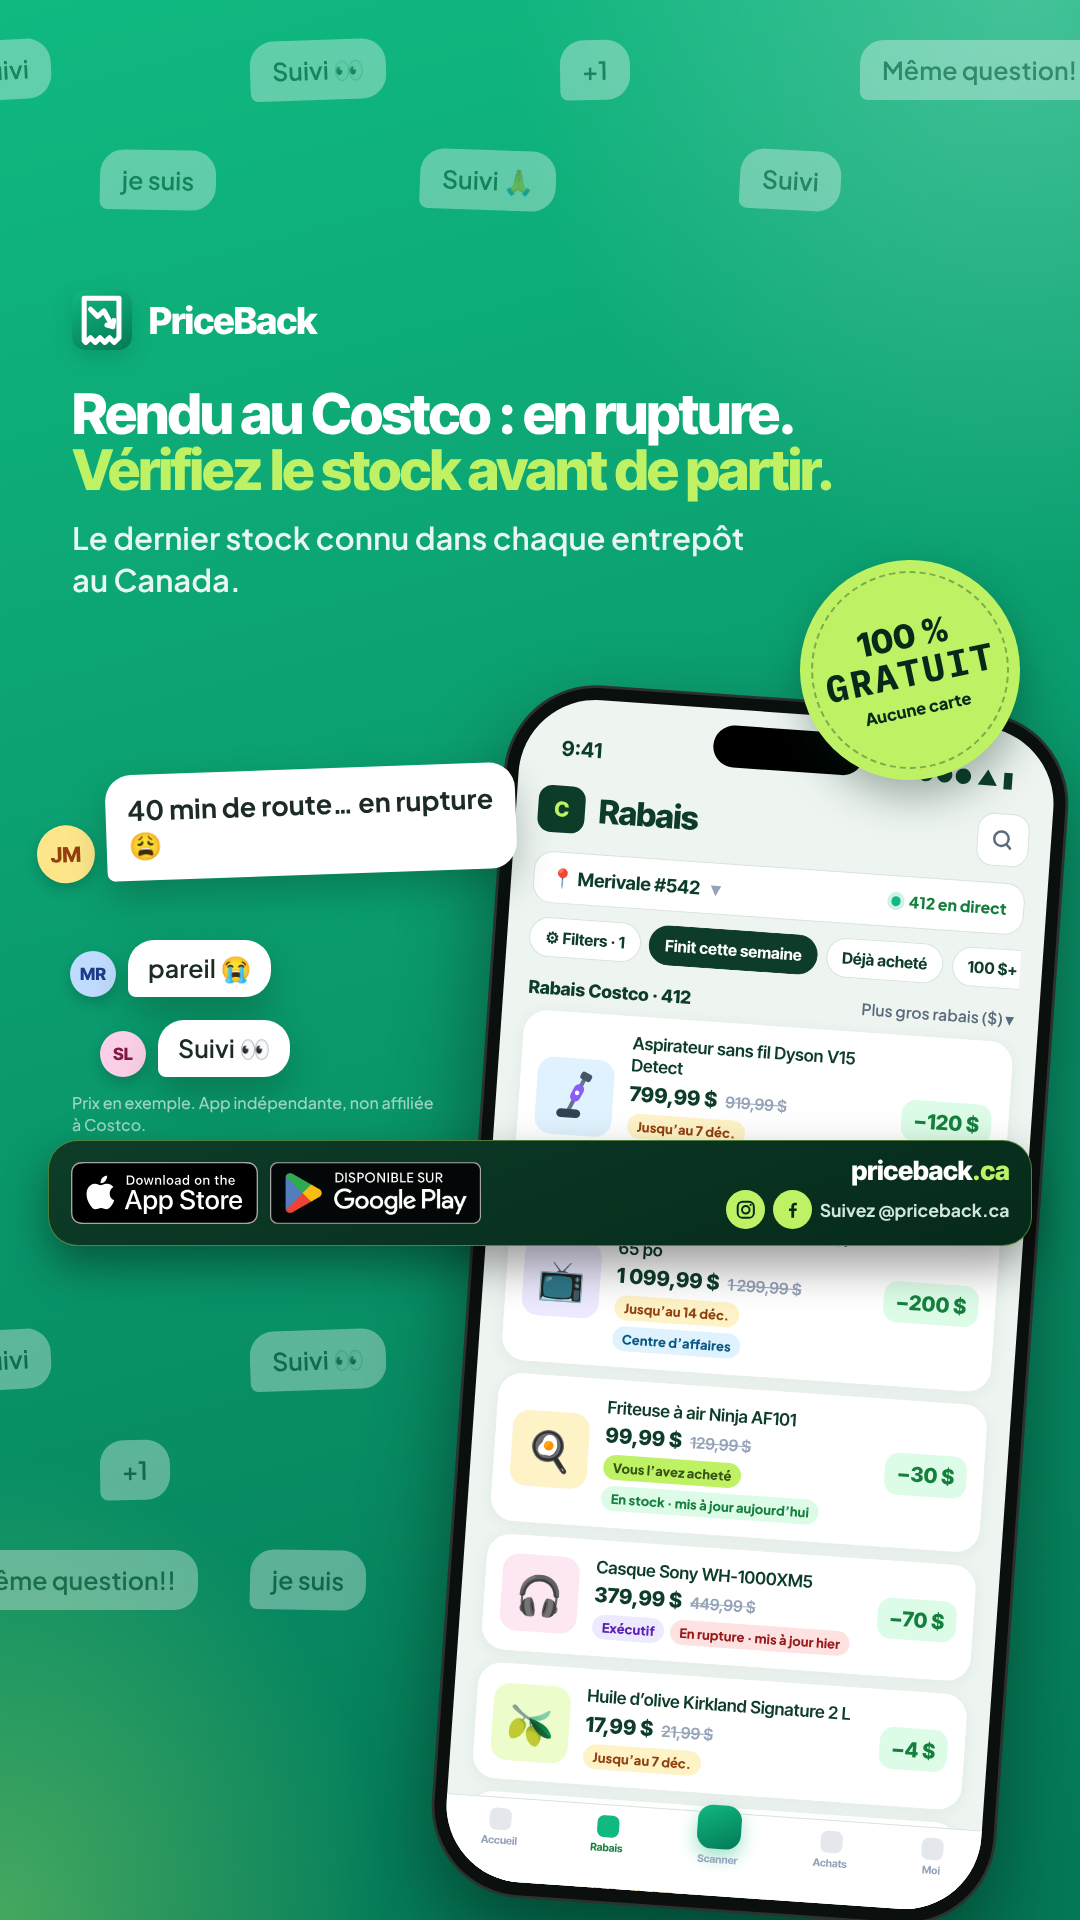 ivi
Suivi 👀
+1
Même question!
je suis
Suivi 🙏
Suivi
PriceBack
Rendu au Costco : en rupture.
Vérifiez le stock avant de partir.
Le dernier stock connu dans chaque entrepôt
au Canada.
100 %
GRATUIT
Aucune carte
9:41
C
Rabais
40 min de route... en rupture
😩
JM
📍 Merivale #542 ▼
412 en direct
⚙ Filters · 1
Finit cette semaine
Déjà acheté
100 $+
MR
pareil 😭
Rabais Costco · 412
Plus gros rabais ($) ▾
SL
Suivi 👀
Aspirateur sans fil Dyson V15
Detect
799,99 $ 919,99 $
−120 $
Jusqu'au 7 déc.
Prix en exemple. App indépendante, non affiliée
à Costco.
Download on the
App Store
DISPONIBLE SUR
Google Play
priceback.ca
Suivez @priceback.ca
65 po
1 099,99 $ 1 299,99 $
−200 $
Jusqu'au 14 déc.
Centre d'affaires
ivi
Suivi 👀
Friteuse à air Ninja AF101
99,99 $ 129,99 $
−30 $
Vous l'avez acheté
En stock · mis à jour aujourd'hui
+1
ême question!!
je suis
Casque Sony WH-1000XM5
379,99 $ 449,99 $
−70 $
Exécutif
En rupture · mis à jour hier
Huile d'olive Kirkland Signature 2 L
17,99 $ 21,99 $
−4 $
Jusqu'au 7 déc.
Accueil
Rabais
Scanner
Achats
Moi